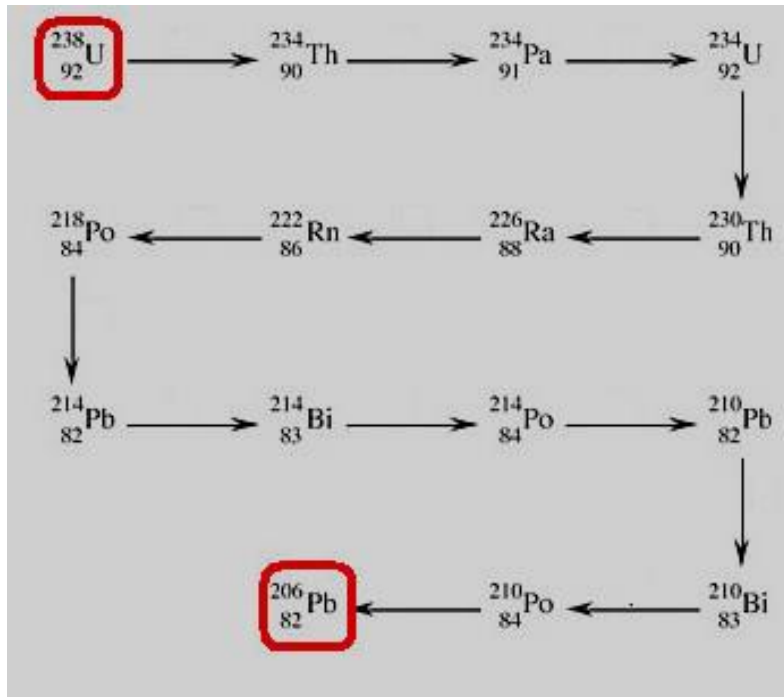 238 92 U 234 90 Th 234 91 Pa 234 92 U
218 84 Po 222 86 Rn 226 88 Ra 230 90 Th
214 82 Pb 214 83 Bi 214 84 Po 210 82 Pb
206 82 Pb 210 84 Po 210 83 Bi